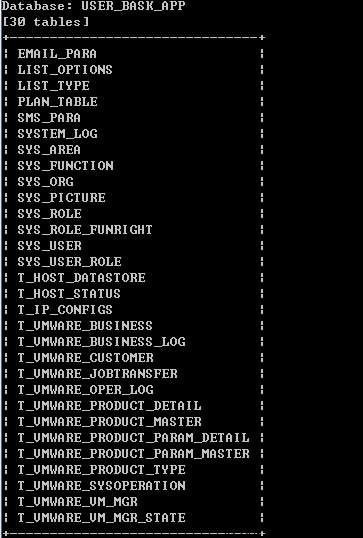 Database: USER_BASK_APP
[30 tables]
+---------------------------------+
¦ EMAIL_PARA ¦
¦ LIST_OPTIONS ¦
¦ LIST_TYPE ¦
¦ PLAN_TABLE ¦
¦ SMS_PARA ¦
¦ SYSTEM_LOG ¦
¦ SYS_AREA ¦
¦ SYS_FUNCTION ¦
¦ SYS_ORG ¦
¦ SYS_PICTURE ¦
¦ SYS_ROLE ¦
¦ SYS_ROLE_FUNRIGHT ¦
¦ SYS_USER ¦
¦ SYS_USER_ROLE ¦
¦ T_HOST_DATASTORE ¦
¦ T_HOST_STATUS ¦
¦ T_IP_CONFIGS ¦
¦ T_VMWARE_BUSINESS ¦
¦ T_VMWARE_BUSINESS_LOG ¦
¦ T_VMWARE_CUSTOMER ¦
¦ T_VMWARE_JOBTRANSFER ¦
¦ T_VMWARE_OPER_LOG ¦
¦ T_VMWARE_PRODUCT_DETAIL ¦
¦ T_VMWARE_PRODUCT_MASTER ¦
¦ T_VMWARE_PRODUCT_PARAM_DETAIL ¦
¦ T_VMWARE_PRODUCT_PARAM_MASTER ¦
¦ T_VMWARE_PRODUCT_TYPE ¦
¦ T_VMWARE_SYSOPERATION ¦
¦ T_VMWARE_VM_MGR ¦
¦ T_VMWARE_VM_MGR_STATE ¦
+---------------------------------+